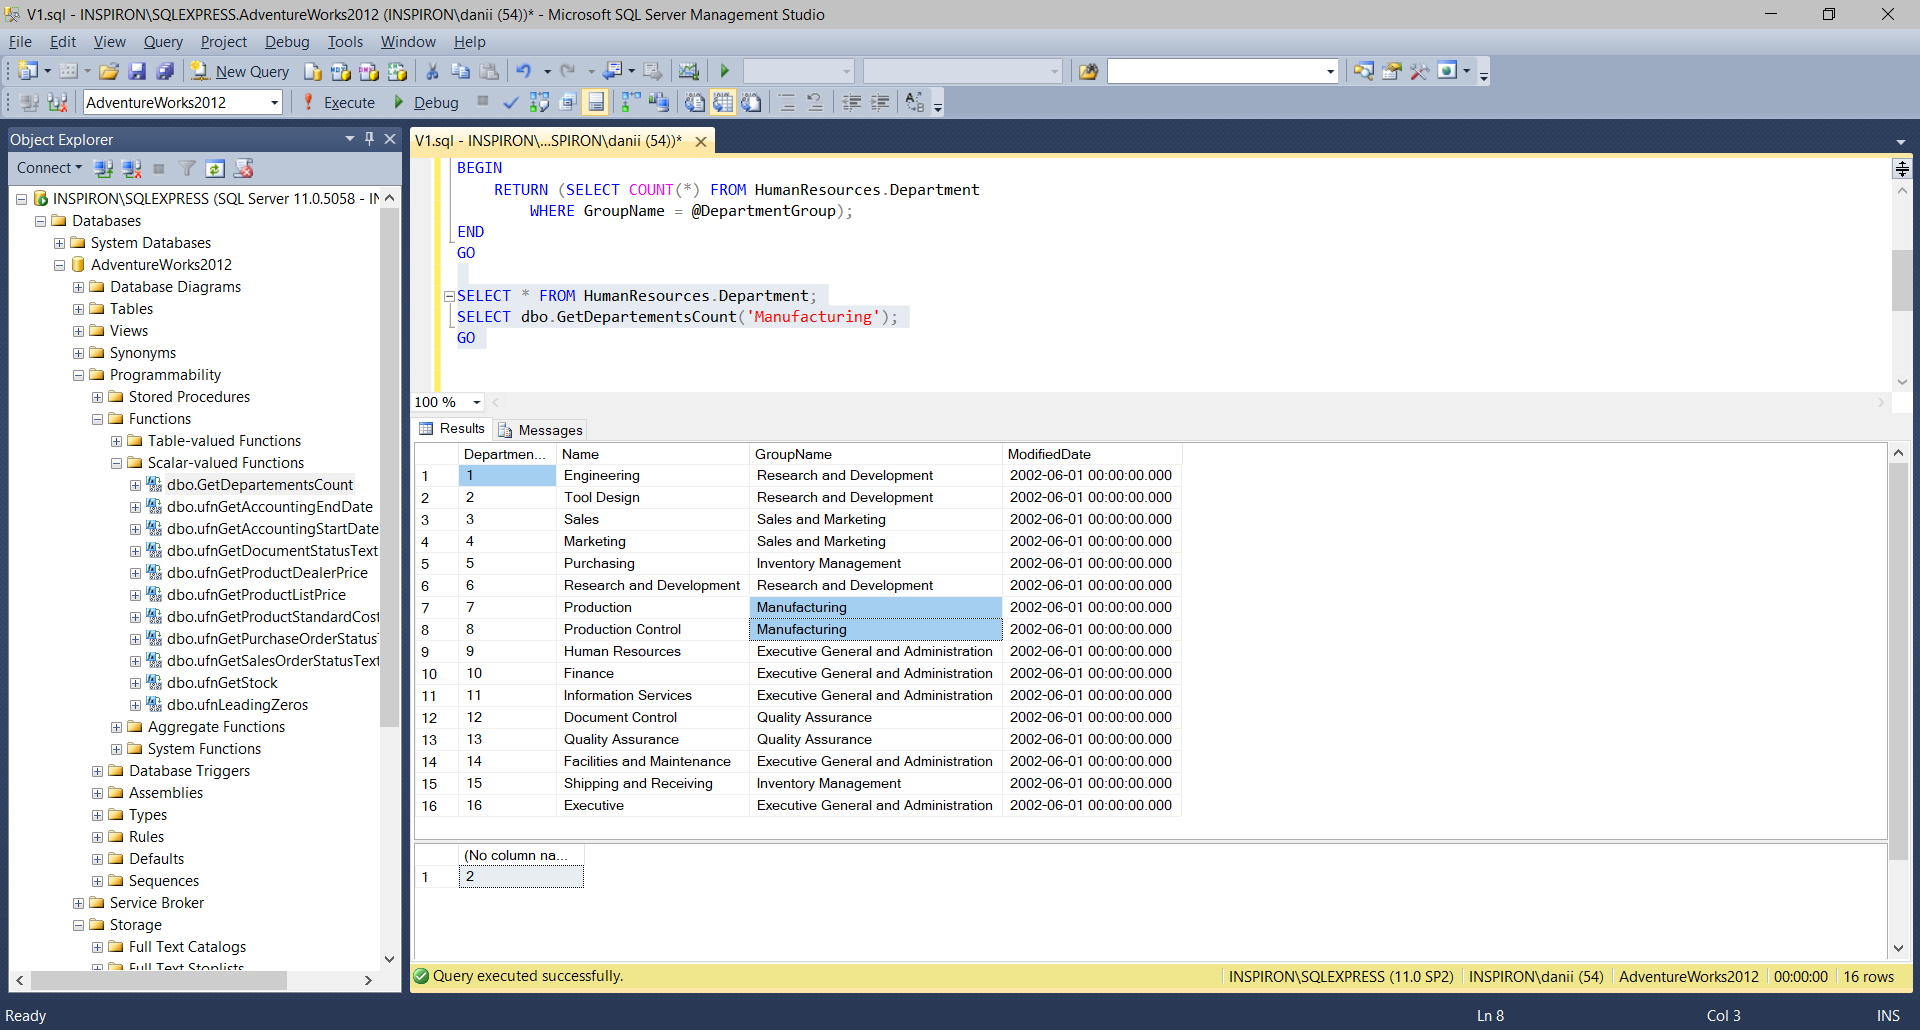 V1.sql - INSPIRON\SQLEXPRESS.AdventureWorks2012 (INSPIRON\danii (54))* - Microsoft SQL Server Management Studio
File Edit View Query Project Debug Tools Window Help
New Query
AdventureWorks2012 Execute Debug
Object Explorer
Connect
INSPIRON\SQLEXPRESS (SQL Server 11.0.5058 - IN
Databases
System Databases
AdventureWorks2012
Database Diagrams
Tables
Views
Synonyms
Programmability
Stored Procedures
Functions
Table-valued Functions
Scalar-valued Functions
dbo.GetDepartementsCount
dbo.ufnGetAccountingEndDate
dbo.ufnGetAccountingStartDate
dbo.ufnGetDocumentStatusText
dbo.ufnGetProductDealerPrice
dbo.ufnGetProductListPrice
dbo.ufnGetProductStandardCost
dbo.ufnGetPurchaseOrderStatus
dbo.ufnGetSalesOrderStatusText
dbo.ufnGetStock
dbo.ufnLeadingZeros
Aggregate Functions
System Functions
Database Triggers
Assemblies
Types
Rules
Defaults
Sequences
Service Broker
Storage
Full Text Catalogs
Full Text Stoplists
V1.sql - INSPIRON\...SPIRON\danii (54))*
BEGIN
RETURN (SELECT COUNT(*) FROM HumanResources.Department
WHERE GroupName = @DepartmentGroup);
END
GO
SELECT * FROM HumanResources.Department;
SELECT dbo.GetDepartementsCount('Manufacturing');
GO
100 %
Results Messages
Departmen... Name GroupName ModifiedDate
1 1 Engineering Research and Development 2002-06-01 00:00:00.000
2 2 Tool Design Research and Development 2002-06-01 00:00:00.000
3 3 Sales Sales and Marketing 2002-06-01 00:00:00.000
4 4 Marketing Sales and Marketing 2002-06-01 00:00:00.000
5 5 Purchasing Inventory Management 2002-06-01 00:00:00.000
6 6 Research and Development Research and Development 2002-06-01 00:00:00.000
7 7 Production Manufacturing 2002-06-01 00:00:00.000
8 8 Production Control Manufacturing 2002-06-01 00:00:00.000
9 9 Human Resources Executive General and Administration 2002-06-01 00:00:00.000
10 10 Finance Executive General and Administration 2002-06-01 00:00:00.000
11 11 Information Services Executive General and Administration 2002-06-01 00:00:00.000
12 12 Document Control Quality Assurance 2002-06-01 00:00:00.000
13 13 Quality Assurance Quality Assurance 2002-06-01 00:00:00.000
14 14 Facilities and Maintenance Executive General and Administration 2002-06-01 00:00:00.000
15 15 Shipping and Receiving Inventory Management 2002-06-01 00:00:00.000
16 16 Executive Executive General and Administration 2002-06-01 00:00:00.000
(No column na...
1 2
Query executed successfully. INSPIRON\SQLEXPRESS (11.0 SP2) INSPIRON\danii (54) AdventureWorks2012 00:00:00 16 rows
Ready Ln 8 Col 3 INS